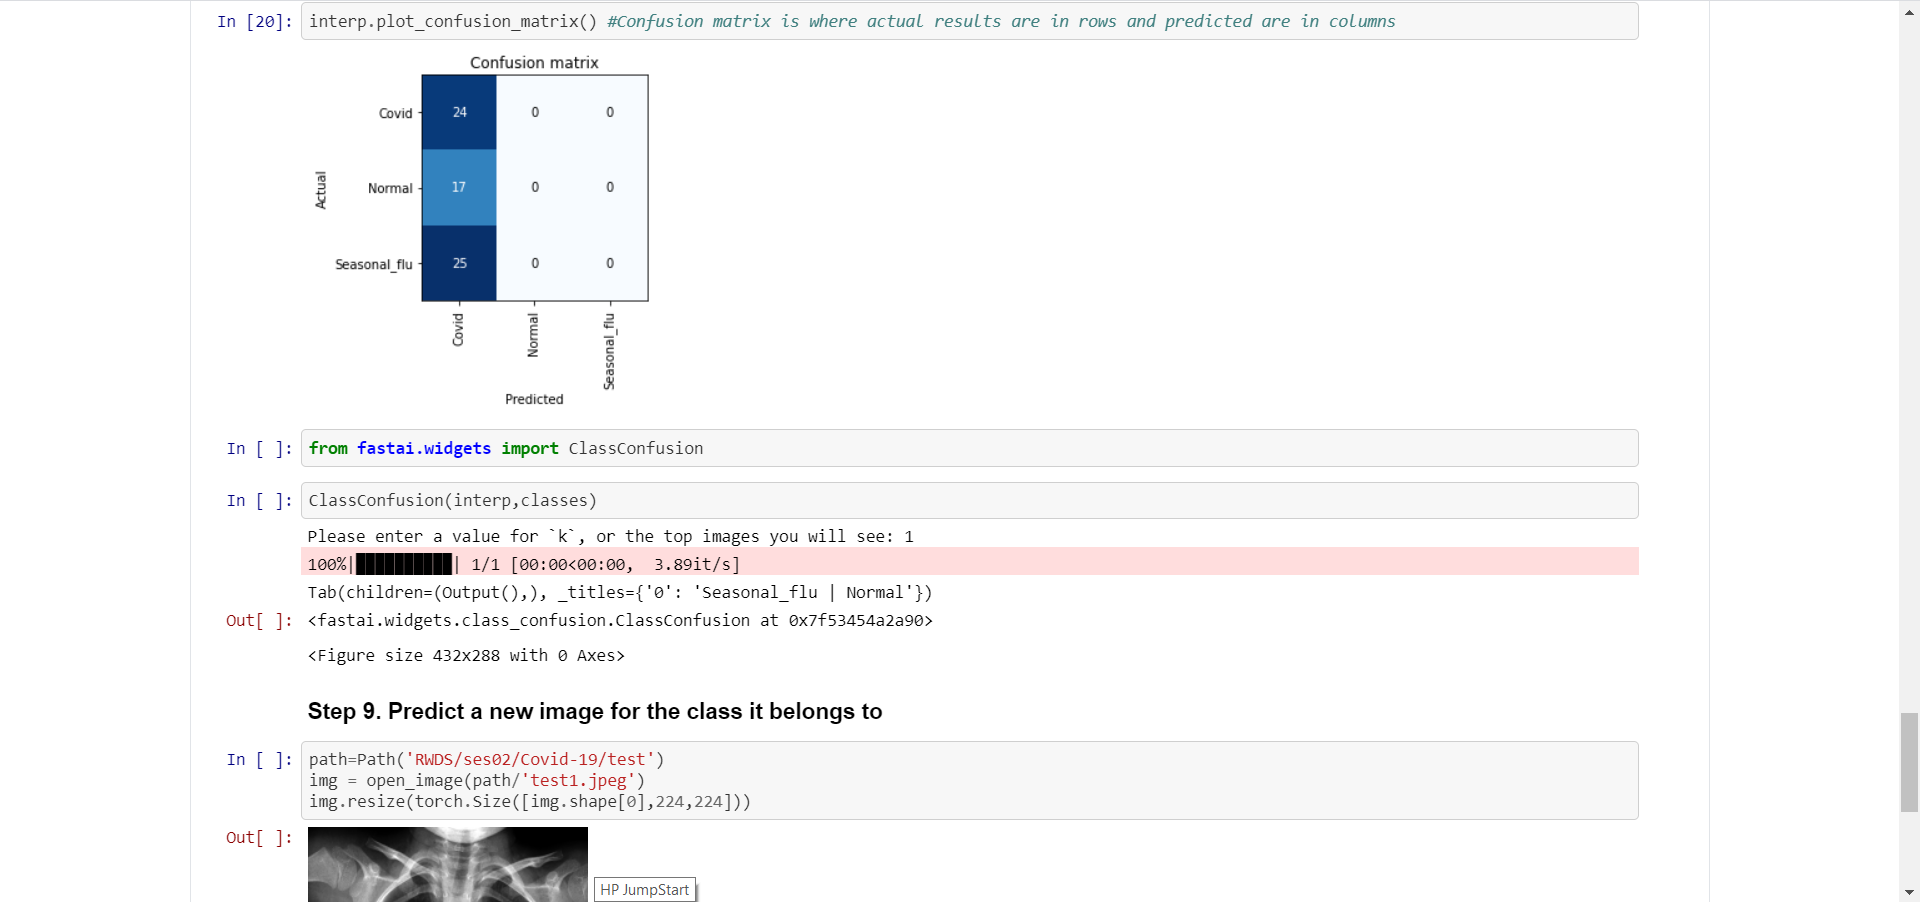 In [20]: interp.plot_confusion_matrix() #Confusion matrix is where actual results are in rows and predicted are in columns
Confusion matrix
Covid 24 0 0
Actual
Normal 17 0 0
Seasonal_flu 25 0 0
Covid Normal Seasonal_flu
Predicted
In [ ]: from fastai.widgets import ClassConfusion
In [ ]: ClassConfusion(interp,classes)
Please enter a value for `k`, or the top images you will see: 1
100%|██████████| 1/1 [00:00<00:00,  3.89it/s]
Tab(children=(Output(),), _titles={'0': 'Seasonal_flu | Normal'})
Out[ ]: <fastai.widgets.class_confusion.ClassConfusion at 0x7f53454a2a90>
<Figure size 432x288 with 0 Axes>
Step 9. Predict a new image for the class it belongs to
In [ ]: path=Path('RWDS/ses02/Covid-19/test')
img = open_image(path/'test1.jpeg')
img.resize(torch.Size([img.shape[0],224,224]))
Out[ ]:
HP JumpStart